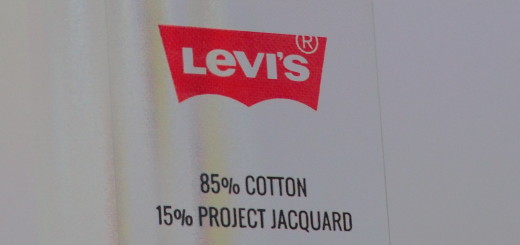 LEVI'S®
85% COTTON
15% PROJECT JACQUARD